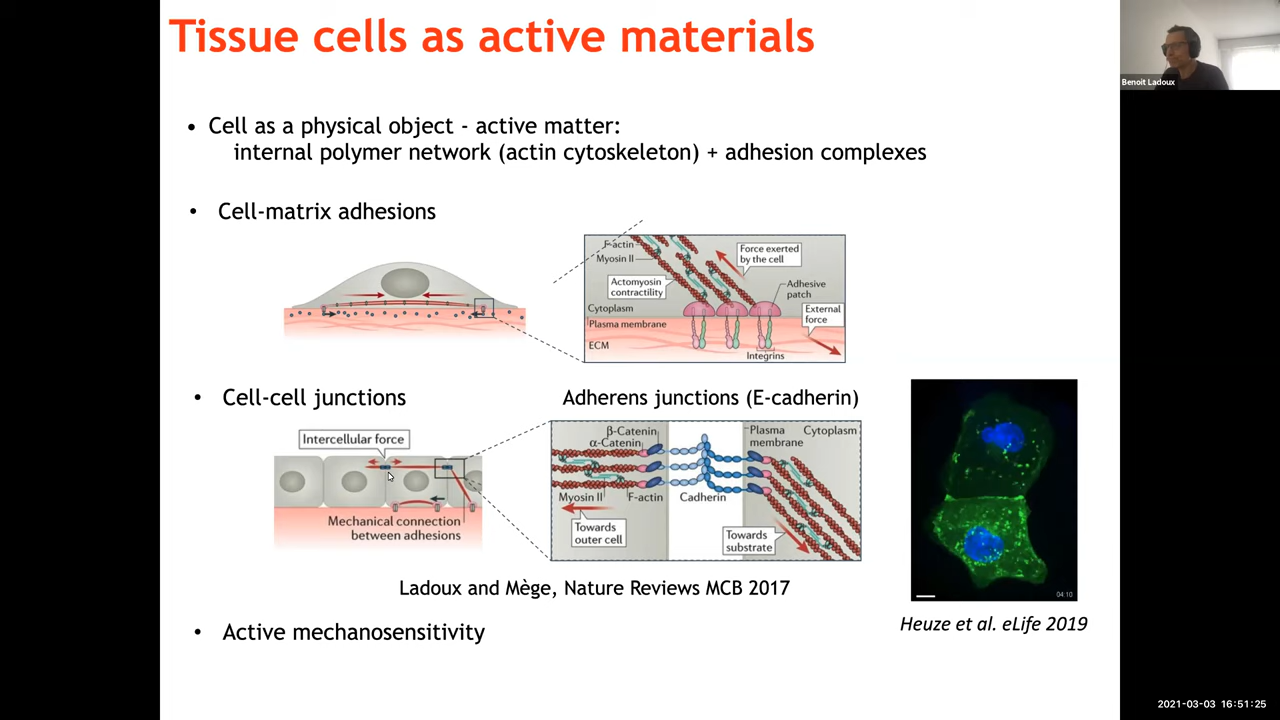 Tissue cells as active materials
Benoit Ladoux
• Cell as a physical object - active matter:
internal polymer network (actin cytoskeleton) + adhesion complexes
• Cell-matrix adhesions
F-actin
Myosin II
Force exerted
by the cell
Actomyosin
contractility
Adhesive
patch
Cytoplasm
External
force
Plasma membrane
ECM
Integrins
• Cell-cell junctions
Adherens junctions (E-cadherin)
Intercellular force
Mechanical connection
between adhesions
β-Catenin
α-Catenin
Plasma
membrane
Cytoplasm
Myosin II
F-actin
Cadherin
Towards
outer cell
Towards
substrate
04:10
Ladoux and Mège, Nature Reviews MCB 2017
Heuze et al. eLife 2019
• Active mechanosensitivity
2021-03-03 16:51:25